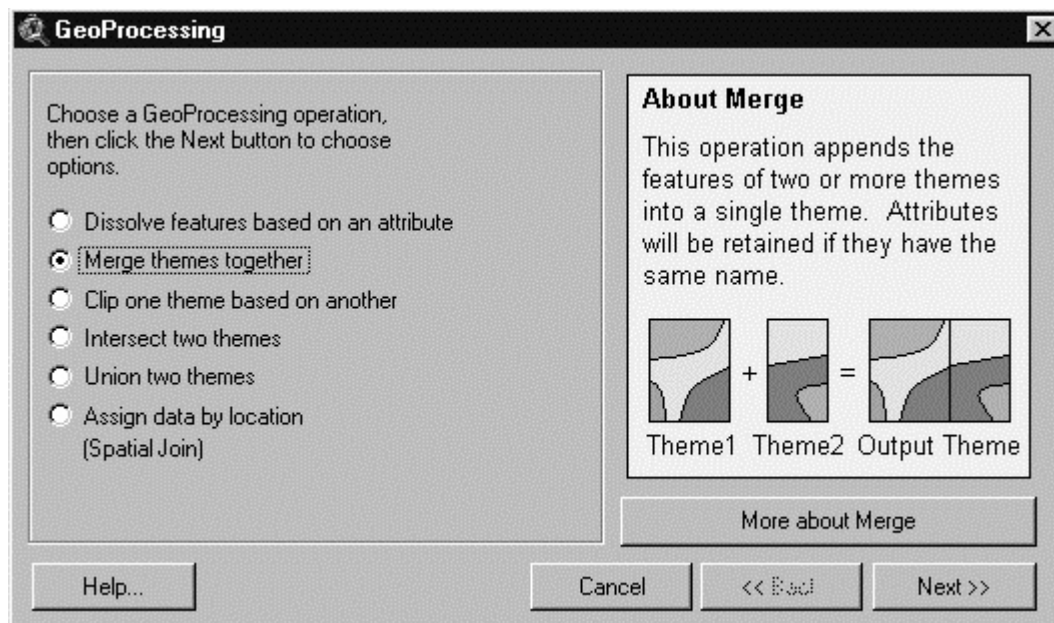 GeoProcessing
Choose a GeoProcessing operation,
then click the Next button to choose
options.
Dissolve features based on an attribute
Merge themes together
Clip one theme based on another
Intersect two themes
Union two themes
Assign data by location
(Spatial Join)
About Merge
This operation appends the
features of two or more themes
into a single theme. Attributes
will be retained if they have the
same name.
+ =
Theme1 Theme2 Output Theme
More about Merge
Help... Cancel << Back Next >>